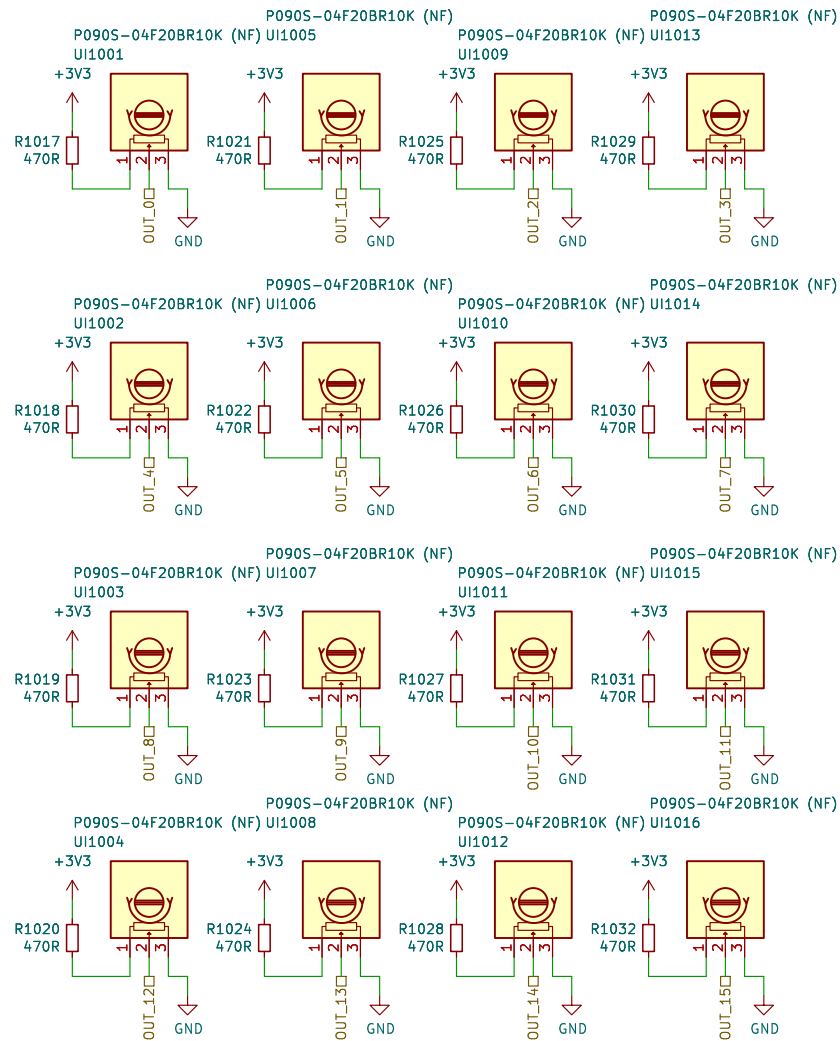 P090S-04F20BR10K (NF)
P090S-04F20BR10K (NF)
P090S-04F20BR10K (NF) UI1005
P090S-04F20BR10K (NF) UI1013
UI1001
UI1009
+3V3
+3V3
+3V3
+3V3
R1017
470R
1 2 3
R1021
470R
1 2 3
R1025
470R
1 2 3
R1029
470R
1 2 3
OUT_0
OUT_1
OUT_2
OUT_3
GND
GND
GND
GND
P090S-04F20BR10K (NF)
P090S-04F20BR10K (NF)
P090S-04F20BR10K (NF) UI1006
P090S-04F20BR10K (NF) UI1014
UI1002
UI1010
+3V3
+3V3
+3V3
+3V3
R1018
470R
1 2 3
R1022
470R
1 2 3
R1026
470R
1 2 3
R1030
470R
1 2 3
OUT_4
OUT_5
OUT_6
OUT_7
GND
GND
GND
GND
P090S-04F20BR10K (NF)
P090S-04F20BR10K (NF)
P090S-04F20BR10K (NF) UI1007
P090S-04F20BR10K (NF) UI1015
UI1003
UI1011
+3V3
+3V3
+3V3
+3V3
R1019
470R
1 2 3
R1023
470R
1 2 3
R1027
470R
1 2 3
R1031
470R
1 2 3
OUT_8
OUT_9
OUT_10
OUT_11
GND
GND
GND
GND
P090S-04F20BR10K (NF)
P090S-04F20BR10K (NF)
P090S-04F20BR10K (NF) UI1008
P090S-04F20BR10K (NF) UI1016
UI1004
UI1012
+3V3
+3V3
+3V3
+3V3
R1020
470R
1 2 3
R1024
470R
1 2 3
R1028
470R
1 2 3
R1032
470R
1 2 3
OUT_12
OUT_13
OUT_14
OUT_15
GND
GND
GND
GND